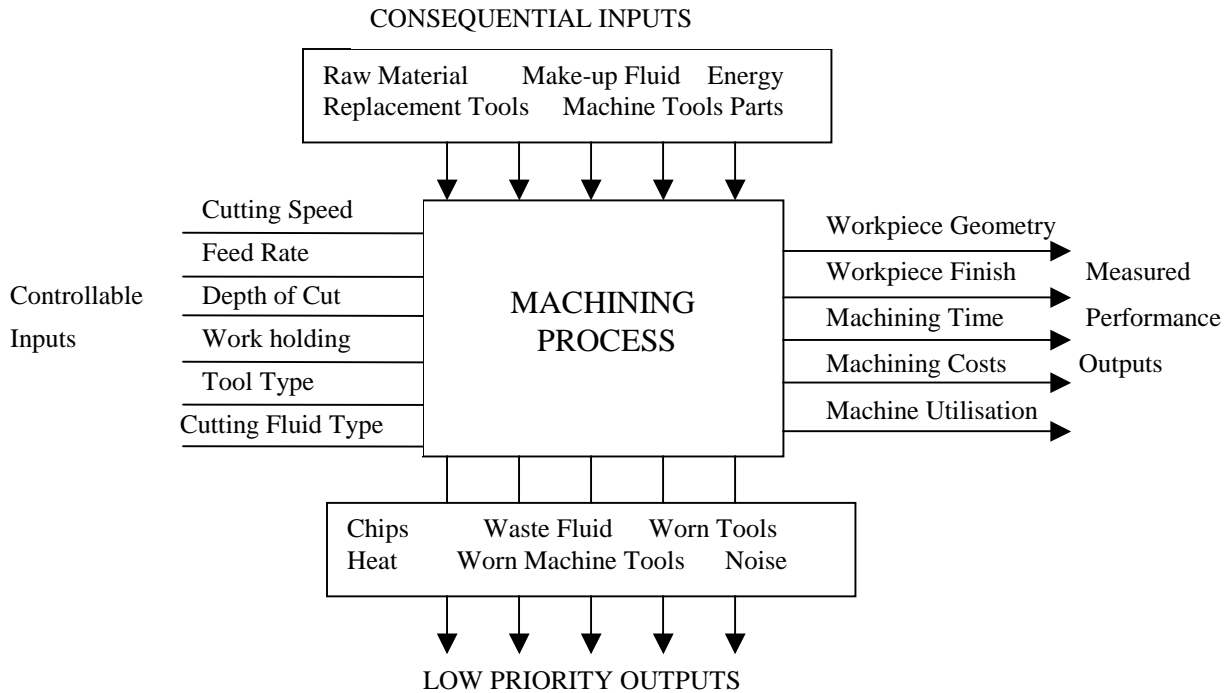 CONSEQUENTIAL INPUTS
Raw Material Make-up Fluid Energy
Replacement Tools Machine Tools Parts
Cutting Speed
Feed Rate
Depth of Cut
Work holding
Tool Type
Cutting Fluid Type
Controllable
Inputs
MACHINING
PROCESS
Workpiece Geometry
Workpiece Finish
Machining Time
Machining Costs
Machine Utilisation
Measured
Performance
Outputs
Chips Waste Fluid Worn Tools
Heat Worn Machine Tools Noise
LOW PRIORITY OUTPUTS